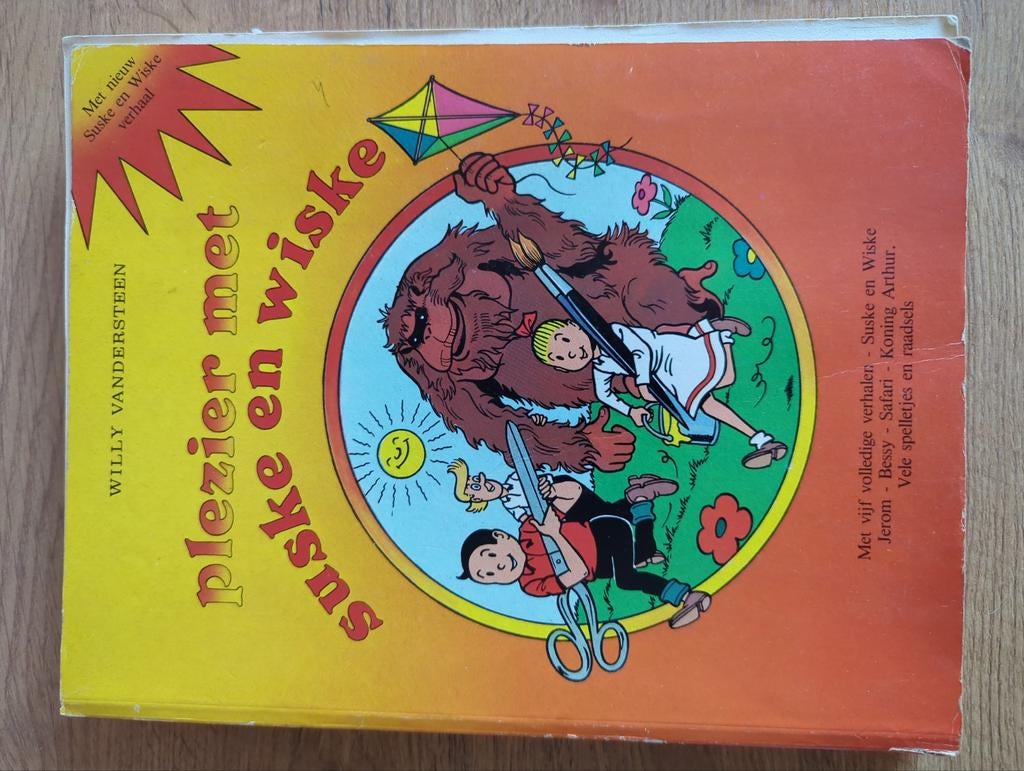 Met nieuw
Suske en Wiske
verhaal
WILLY VANDERSTEEN
plezier met
suske en wiske
Met vijf volledige verhalen - Suske en Wiske
Jerom - Bessy - Safari - Koning Arthur.
Vele spelletjes en raadsels